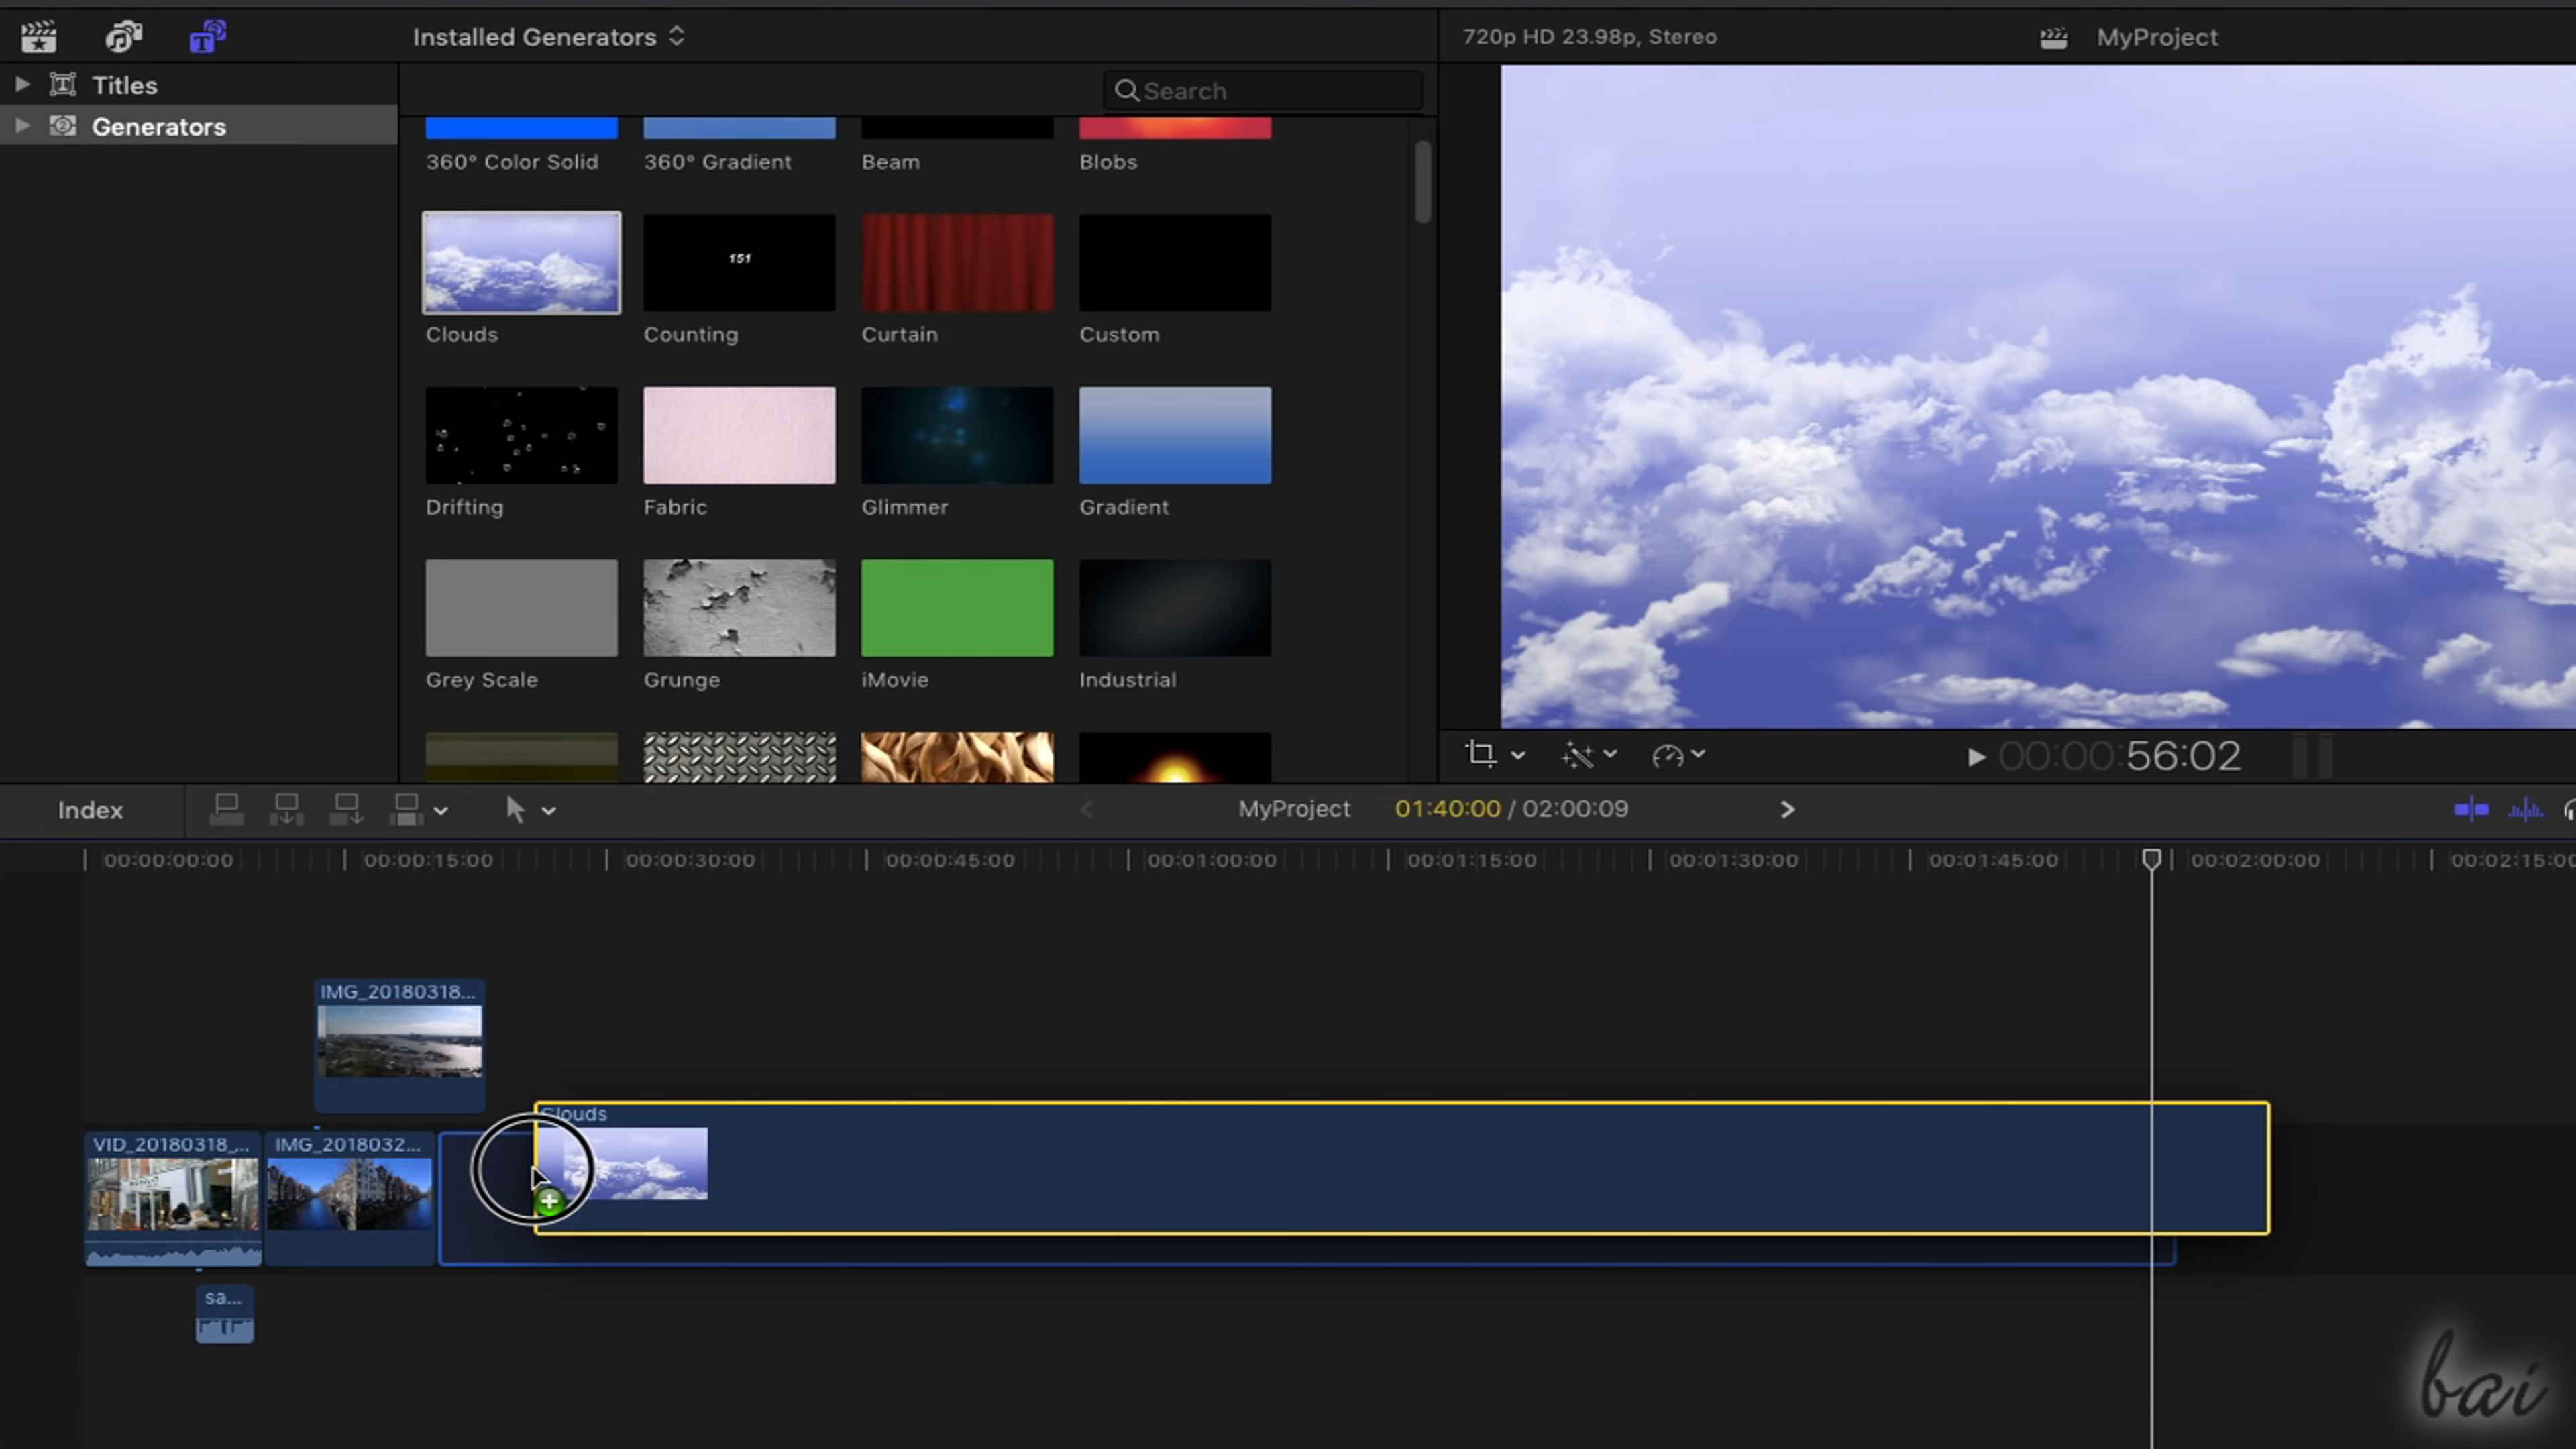 Installed Generators
720p HD 23.98p, Stereo
MyProject
Titles
Generators
Search
360° Color Solid
360° Gradient
Beam
Blobs
151
Clouds
Counting
Curtain
Custom
Drifting
Fabric
Glimmer
Gradient
Grey Scale
Grunge
iMovie
Industrial
00:00:56:02
Index
MyProject
01:40:00 / 02:00:09
00:00:00:00
00:00:15:00
00:00:30:00
00:00:45:00
00:01:00:00
00:01:15:00
00:01:30:00
00:01:45:00
00:02:00:00
00:02:15:00
IMG_20180318...
Clouds
VID_20180318_...
IMG_2018032...
sa...
bai